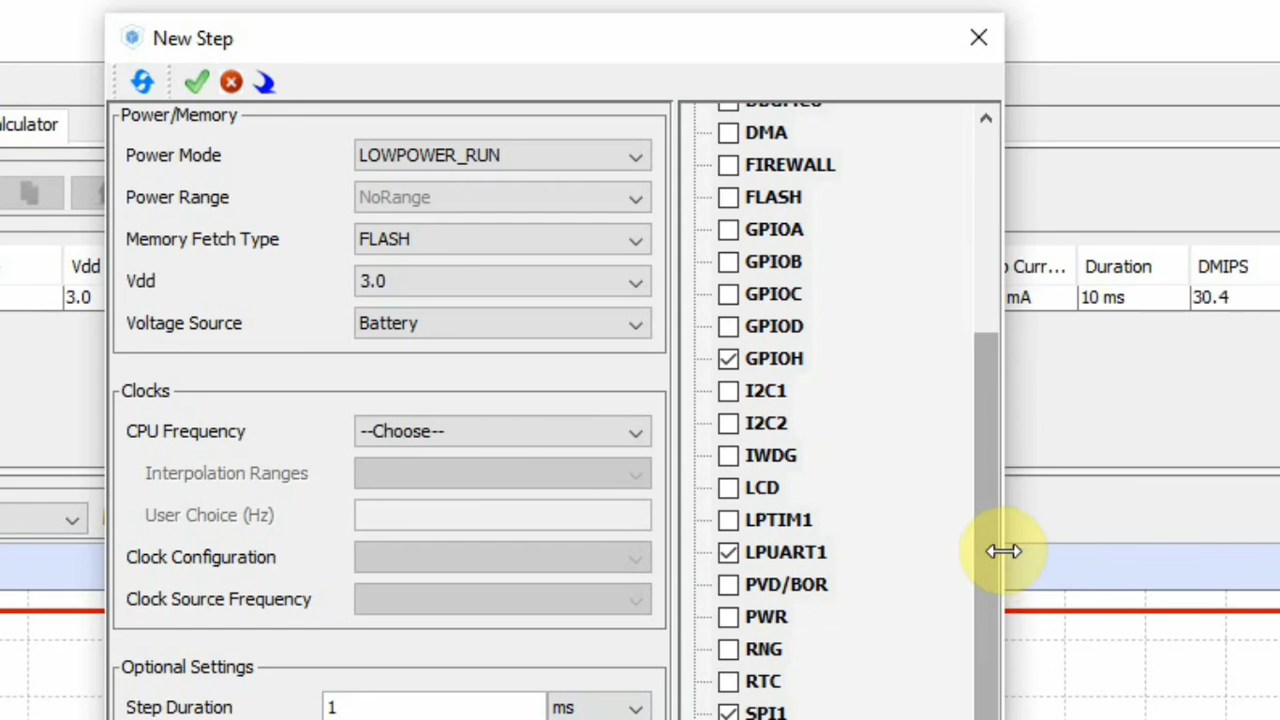 New Step
alculator
Power/Memory
Power Mode LOWPOWER_RUN
Power Range NoRange
Memory Fetch Type FLASH
Vdd 3.0
Voltage Source Battery
Clocks
CPU Frequency --Choose--
Interpolation Ranges
User Choice (Hz)
Clock Configuration
Clock Source Frequency
Optional Settings
Step Duration 1 ms
DMA
FIREWALL
FLASH
GPIOA
GPIOB
GPIOC
GPIOD
GPIOH
I2C1
I2C2
IWDG
LCD
LPTIM1
LPUART1
PVD/BOR
PWR
RNG
RTC
SPI1
Vdd
3.0
Curr... Duration DMIPS
mA 10 ms 30.4